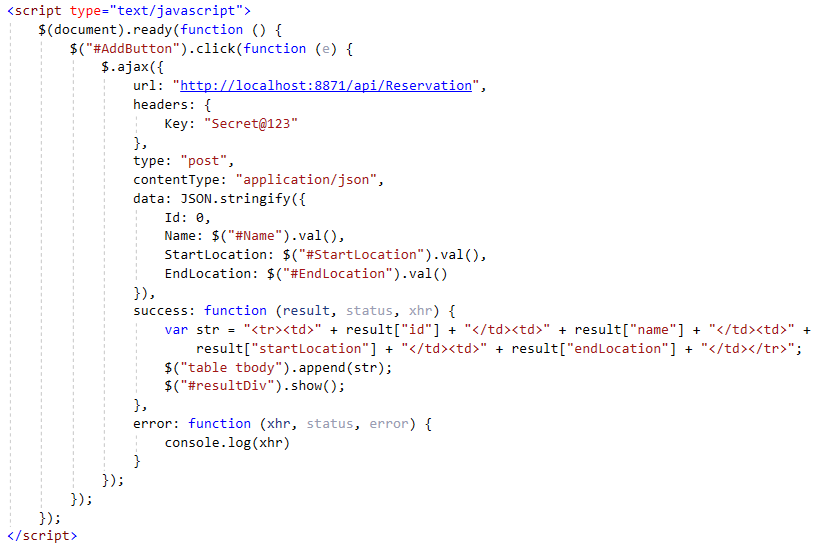 <script type="text/javascript">
    $(document).ready(function () {
        $("#AddButton").click(function (e) {
            $.ajax({
                url: "http://localhost:8871/api/Reservation",
                headers: {
                    Key: "Secret@123"
                },
                type: "post",
                contentType: "application/json",
                data: JSON.stringify({
                    Id: 0,
                    Name: $("#Name").val(),
                    StartLocation: $("#StartLocation").val(),
                    EndLocation: $("#EndLocation").val()
                }),
                success: function (result, status, xhr) {
                    var str = "<tr><td>" + result["id"] + "</td><td>" + result["name"] + "</td><td>" +
                        result["startLocation"] + "</td><td>" + result["endLocation"] + "</td></tr>";
                    $("table tbody").append(str);
                    $("#resultDiv").show();
                },
                error: function (xhr, status, error) {
                    console.log(xhr)
                }
            });
        });
    });
</script>